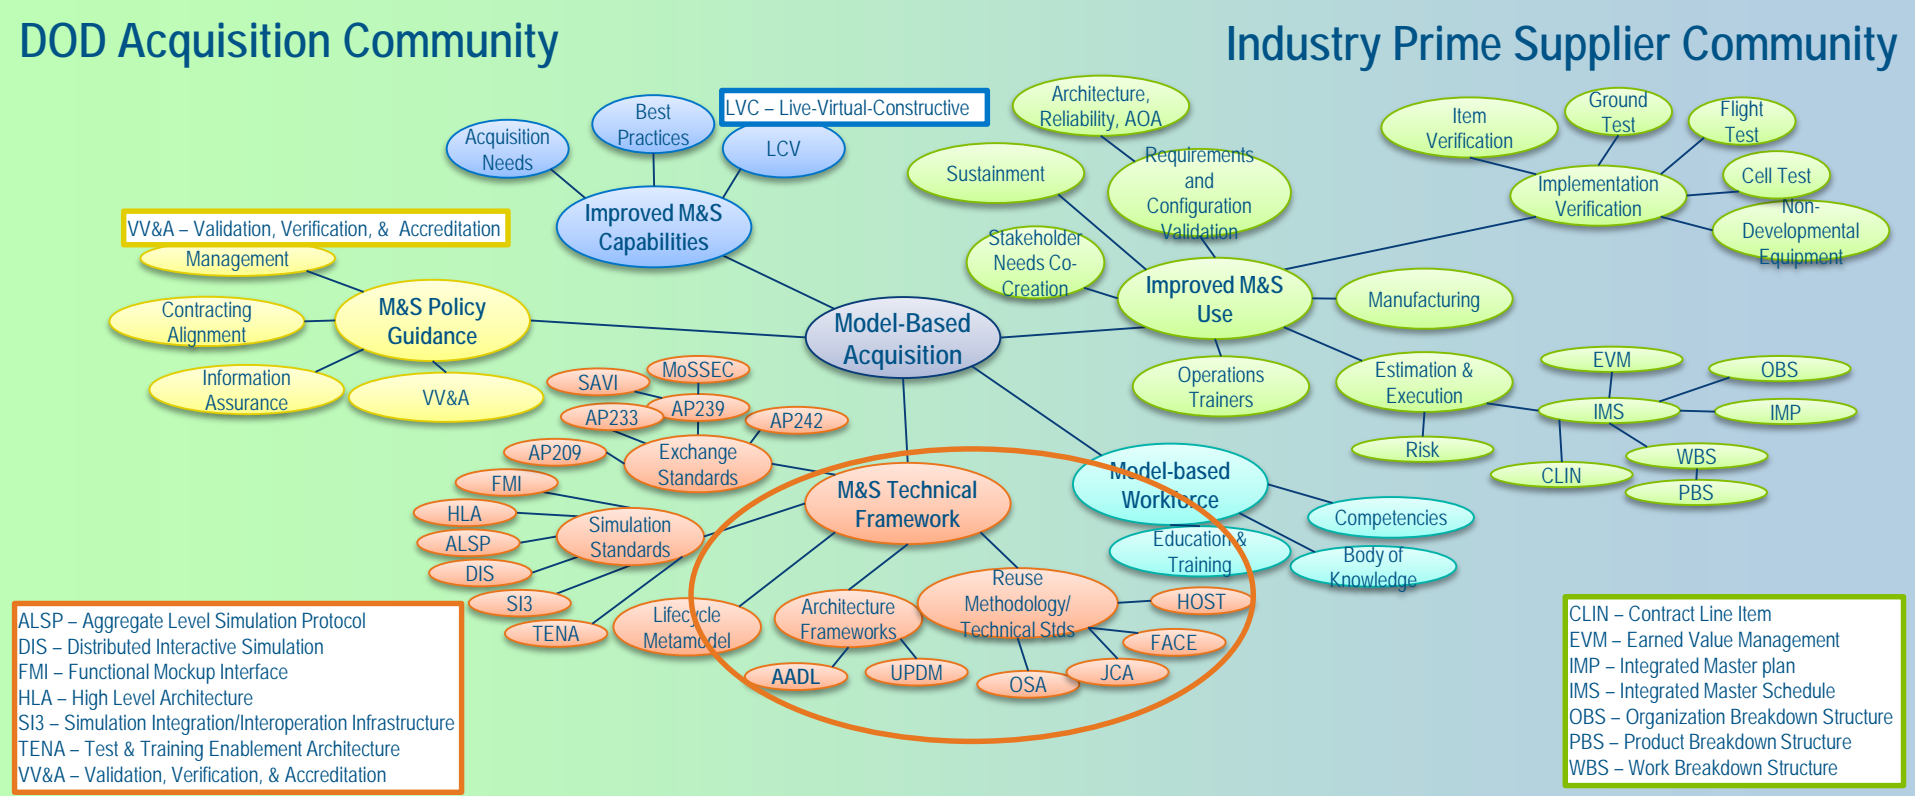 DOD Acquisition Community
Industry Prime Supplier Community
LVC – Live-Virtual-Constructive
Acquisition
Needs
Best
Practices
LCV
Improved M&S
Capabilities
VV&A – Validation, Verification, & Accreditation
Management
Contracting
Alignment
Information
Assurance
VV&A
M&S Policy
Guidance
Model-Based
Acquisition
Architecture,
Reliability, AOA
Sustainment
Requirements
and
Configuration
Validation
Stakeholder
Needs Co-
Creation
Improved M&S
Use
Item
Verification
Ground
Test
Flight
Test
Cell Test
Non-
Developmental
Equipment
Implementation
Verification
Manufacturing
Operations
Trainers
Estimation &
Execution
Risk
EVM
OBS
IMS
IMP
WBS
CLIN
PBS
SAVI
MoSSEC
AP233
AP239
AP242
AP209
Exchange
Standards
FMI
HLA
ALSP
DIS
SI3
TENA
Simulation
Standards
M&S Technical
Framework
Model-based
Workforce
Competencies
Education &
Training
Body of
Knowledge
Lifecycle
Metamodel
Architecture
Frameworks
AADL
UPDM
Reuse
Methodology/
Technical Stds
HOST
FACE
JCA
OSA
ALSP – Aggregate Level Simulation Protocol
DIS – Distributed Interactive Simulation
FMI – Functional Mockup Interface
HLA – High Level Architecture
SI3 – Simulation Integration/Interoperation Infrastructure
TENA – Test & Training Enablement Architecture
VV&A – Validation, Verification, & Accreditation
CLIN – Contract Line Item
EVM – Earned Value Management
IMP – Integrated Master plan
IMS – Integrated Master Schedule
OBS – Organization Breakdown Structure
PBS – Product Breakdown Structure
WBS – Work Breakdown Structure